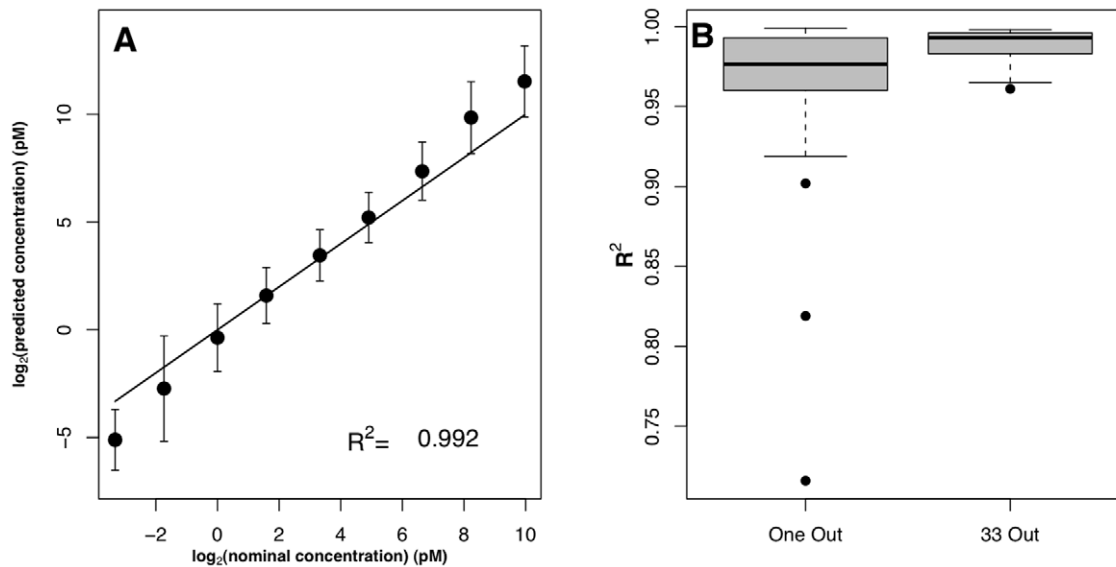 A
log₂(predicted concentration) (pM)
10
5
0
−5
R²= 0.992
−2 0 2 4 6 8 10
log₂(nominal concentration) (pM)
B
R²
1.00
0.95
0.90
0.85
0.80
0.75
One Out 33 Out